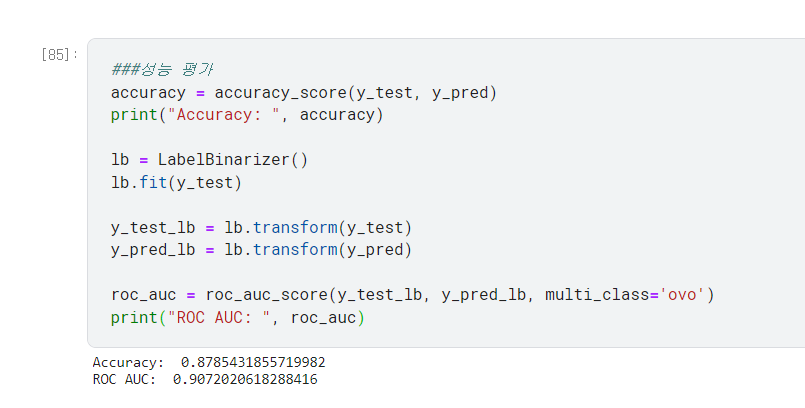 [85]:
###성능 평가
accuracy = accuracy_score(y_test, y_pred)
print("Accuracy: ", accuracy)
lb = LabelBinarizer()
lb.fit(y_test)
y_test_lb = lb.transform(y_test)
y_pred_lb = lb.transform(y_pred)
roc_auc = roc_auc_score(y_test_lb, y_pred_lb, multi_class='ovo')
print("ROC AUC: ", roc_auc)
Accuracy:  0.8785431855719982
ROC AUC:  0.9072020618288416